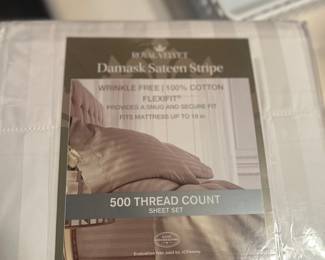 ROYAL VELVET
Damask Sateen Stripe
WRINKLE FREE | 100% COTTON
FLEXIFIT®
PROVIDES A SNUG AND SECURE FIT
FITS MATTRESS UP TO 18 in
500 THREAD COUNT
SHEET SET